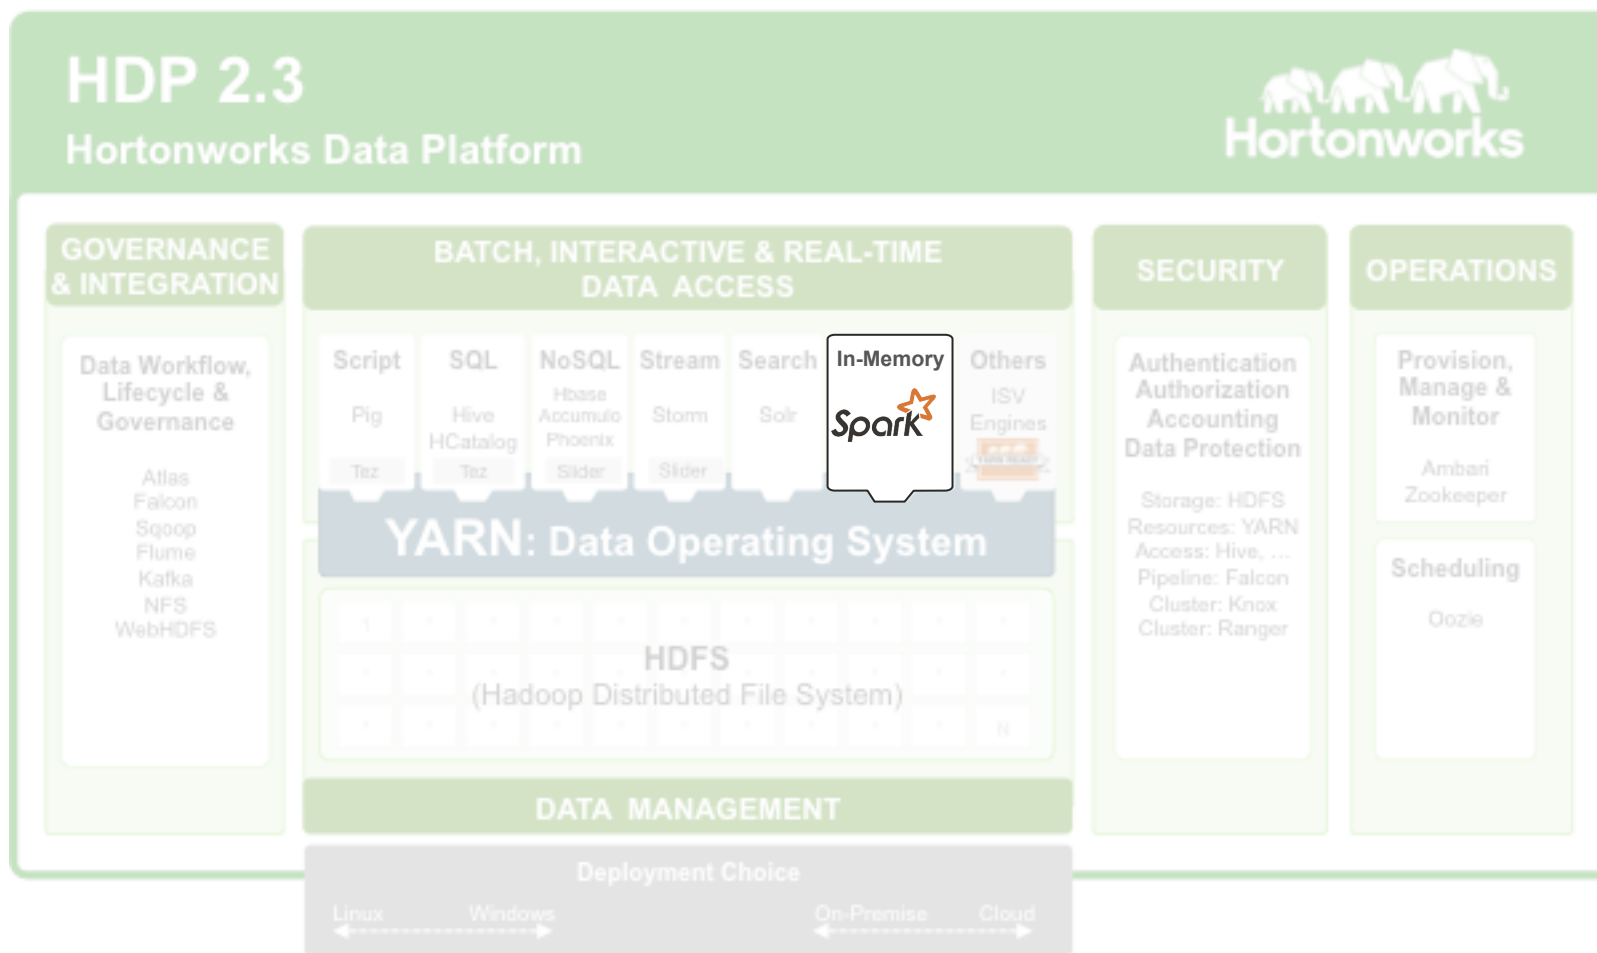 HDP 2.3
Hortonworks Data Platform
Hortonworks
GOVERNANCE
& INTEGRATION
Data Workflow,
Lifecycle &
Governance
Atlas
Falcon
Sqoop
Flume
Kafka
NFS
WebHDFS
BATCH, INTERACTIVE & REAL-TIME
DATA ACCESS
Script
Pig
Tez
SQL
Hive
HCatalog
Tez
NoSQL
Hbase
Accumulo
Phoenix
Slider
Stream
Storm
Slider
Search
Solr
In-Memory
Spark
Others
ISV
Engines
YARN: Data Operating System
1
HDFS
(Hadoop Distributed File System)
N
DATA MANAGEMENT
SECURITY
Authentication
Authorization
Accounting
Data Protection
Storage: HDFS
Resources: YARN
Access: Hive, ...
Pipeline: Falcon
Cluster: Knox
Cluster: Ranger
OPERATIONS
Provision,
Manage &
Monitor
Ambari
Zookeeper
Scheduling
Oozie
Deployment Choice
Linux Windows On-Premise Cloud